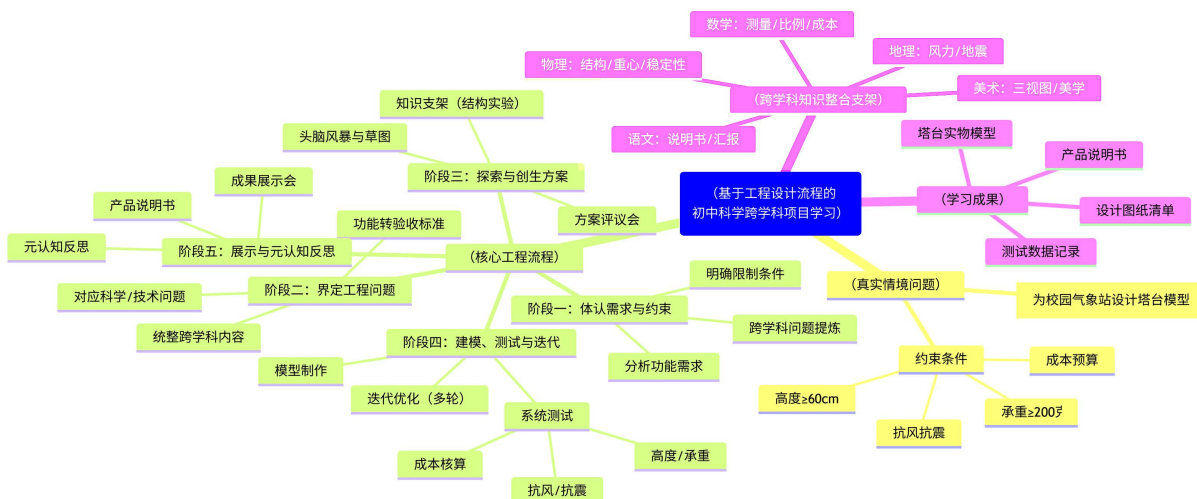 数学：测量/比例/成本
地理：风力/地震
物理：结构/重心/稳定性
美术：三视图/美学
（跨学科知识整合支架）
语文：说明书/汇报
知识支架（结构实验）
头脑风暴与草图
阶段三：探索与创生方案
成果展示会
方案评议会
产品说明书
功能转验收标准
元认知反思
阶段五：展示与元认知反思
（核心工程流程）
对应科学/技术问题
阶段二：界定工程问题
统整跨学科内容
明确限制条件
阶段一：体认需求与约束
跨学科问题提炼
分析功能需求
阶段四：建模、测试与迭代
模型制作
迭代优化（多轮）
系统测试
成本核算
高度/承重
抗风/抗震
（基于工程设计流程的
初中科学跨学科项目学习）
塔台实物模型
产品说明书
（学习成果）
设计图纸清单
测试数据记录
（真实情境问题）
为校园气象站设计塔台模型
约束条件
成本预算
高度≥60cm
承重≥200克
抗风抗震